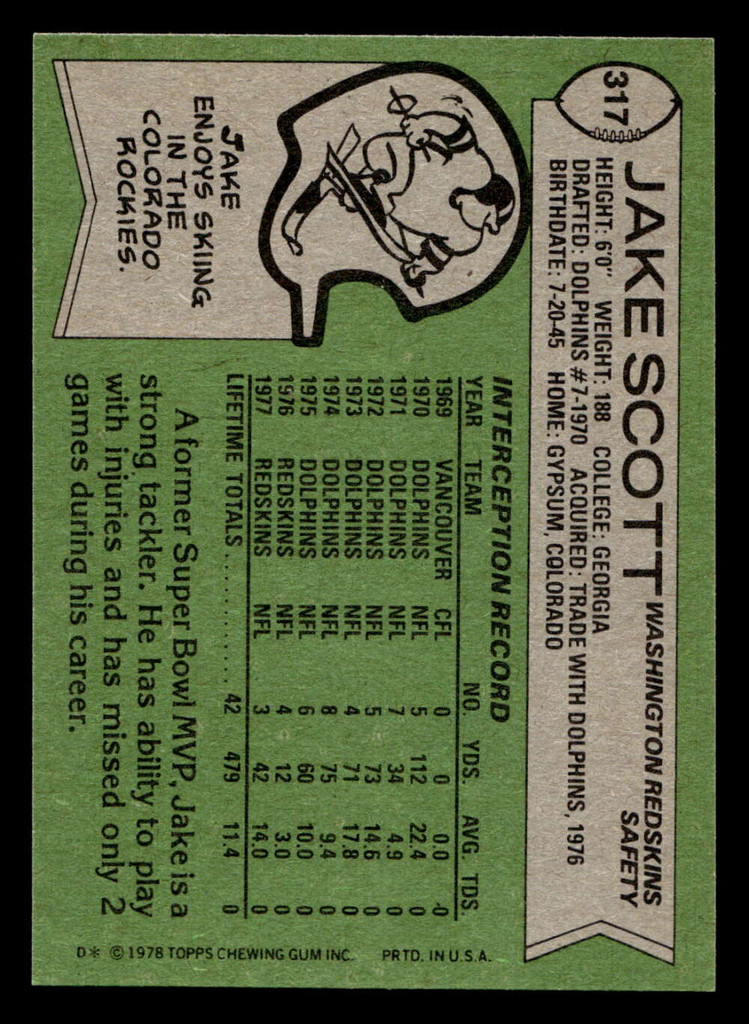 317
JAKE SCOTT WASHINGTON REDSKINS
SAFETY
HEIGHT: 6'0" WEIGHT: 188 COLLEGE: GEORGIA
DRAFTED: DOLPHINS #7-1970 ACQUIRED: TRADE WITH DOLPHINS, 1976
BIRTHDATE: 7-20-45 HOME: GYPSUM, COLORADO
JAKE
ENJOYS SKIING
IN THE
COLORADO
ROCKIES.
INTERCEPTION RECORD
YEAR TEAM NO. YDS. AVG. TDS.
1969 VANCOUVER CFL 0 0 0.0 -0
1970 DOLPHINS NFL 5 112 22.4 0
1971 DOLPHINS NFL 7 34 4.9 0
1972 DOLPHINS NFL 5 73 14.6 0
1973 DOLPHINS NFL 4 71 17.8 0
1974 DOLPHINS NFL 8 75 9.4 0
1975 DOLPHINS NFL 6 60 10.0 0
1976 REDSKINS NFL 4 12 3.0 0
1977 REDSKINS NFL 3 42 14.0 0
LIFETIME TOTALS ............ 42 479 11.4 0
A former Super Bowl MVP, Jake is a
strong tackler. He has ability to play
with injuries and has missed only 2
games during his career.
D* © 1978 TOPPS CHEWING GUM INC. PRTD. IN U.S.A.